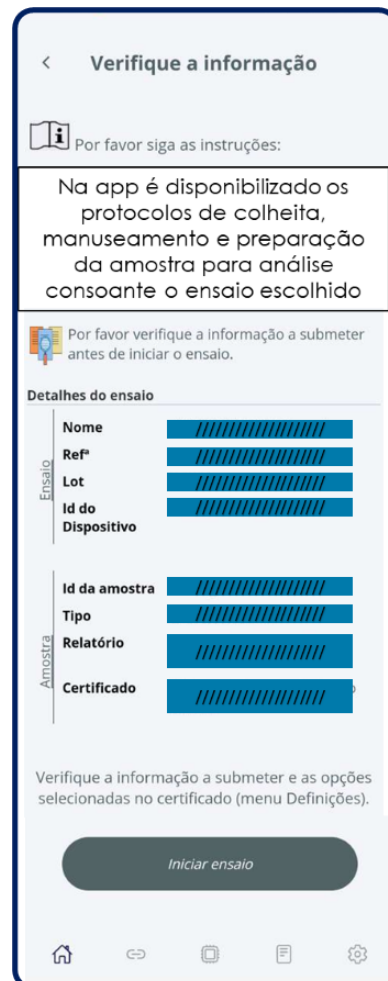 Verifique a informação
Por favor siga as instruções:
Na app é disponibilizado os
protocolos de colheita,
manuseamento e preparação
da amostra para análise
consoante o ensaio escolhido
Por favor verifique a informação a submeter
antes de iniciar o ensaio.
Detalhes do ensaio
Ensaio
Nome ////////////////////
Refª ////////////////////
Lot ////////////////////
Id do ////////////////////
Dispositivo
Amostra
Id da amostra ////////////////////
Tipo ////////////////////
Relatório ////////////////////
Certificado ////////////////////
Verifique a informação a submeter e as opções
selecionadas no certificado (menu Definições).
Iniciar ensaio